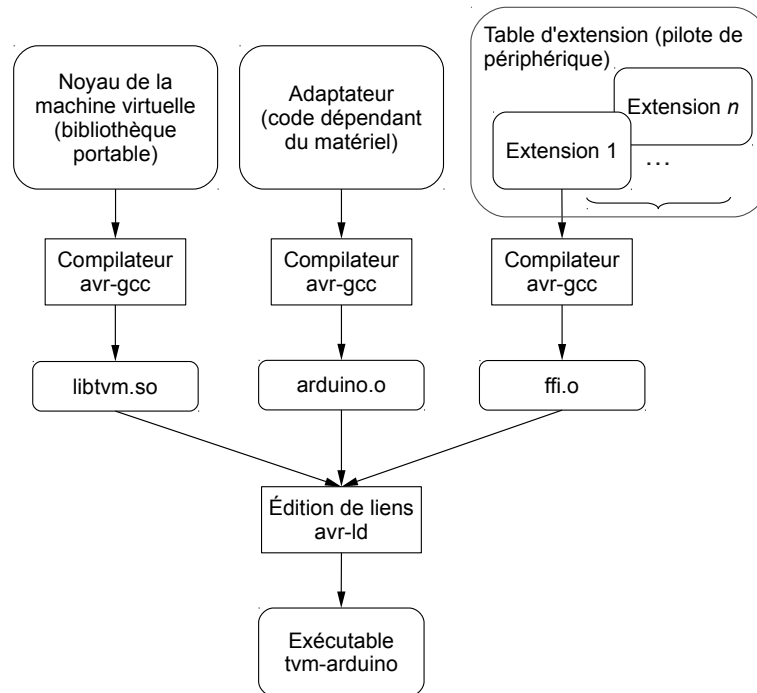 Noyau de la
machine virtuelle
(bibliothèque
portable)
Adaptateur
(code dépendant
du matériel)
Table d'extension (pilote de
périphérique)
Extension n
Extension 1
...
Compilateur
avr-gcc
Compilateur
avr-gcc
Compilateur
avr-gcc
libtvm.so
arduino.o
ffi.o
Édition de liens
avr-ld
Exécutable
tvm-arduino